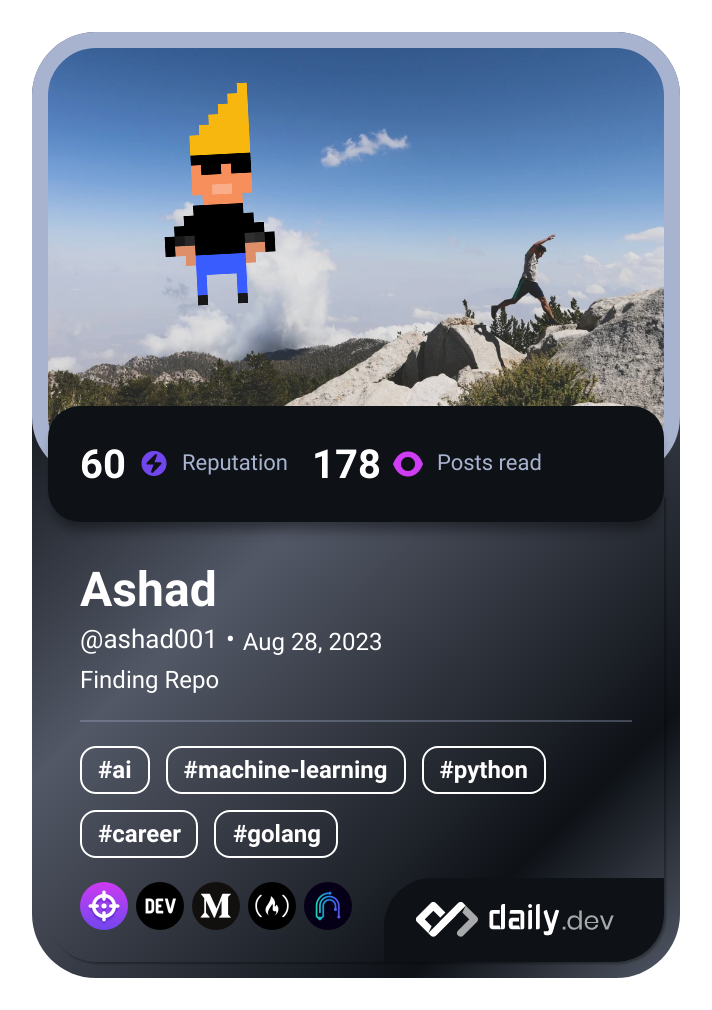 60 Reputation 178 Posts read
Ashad
@ashad001 • Aug 28, 2023
Finding Repo
#ai #machine-learning #python
#career #golang
DEV M daily.dev